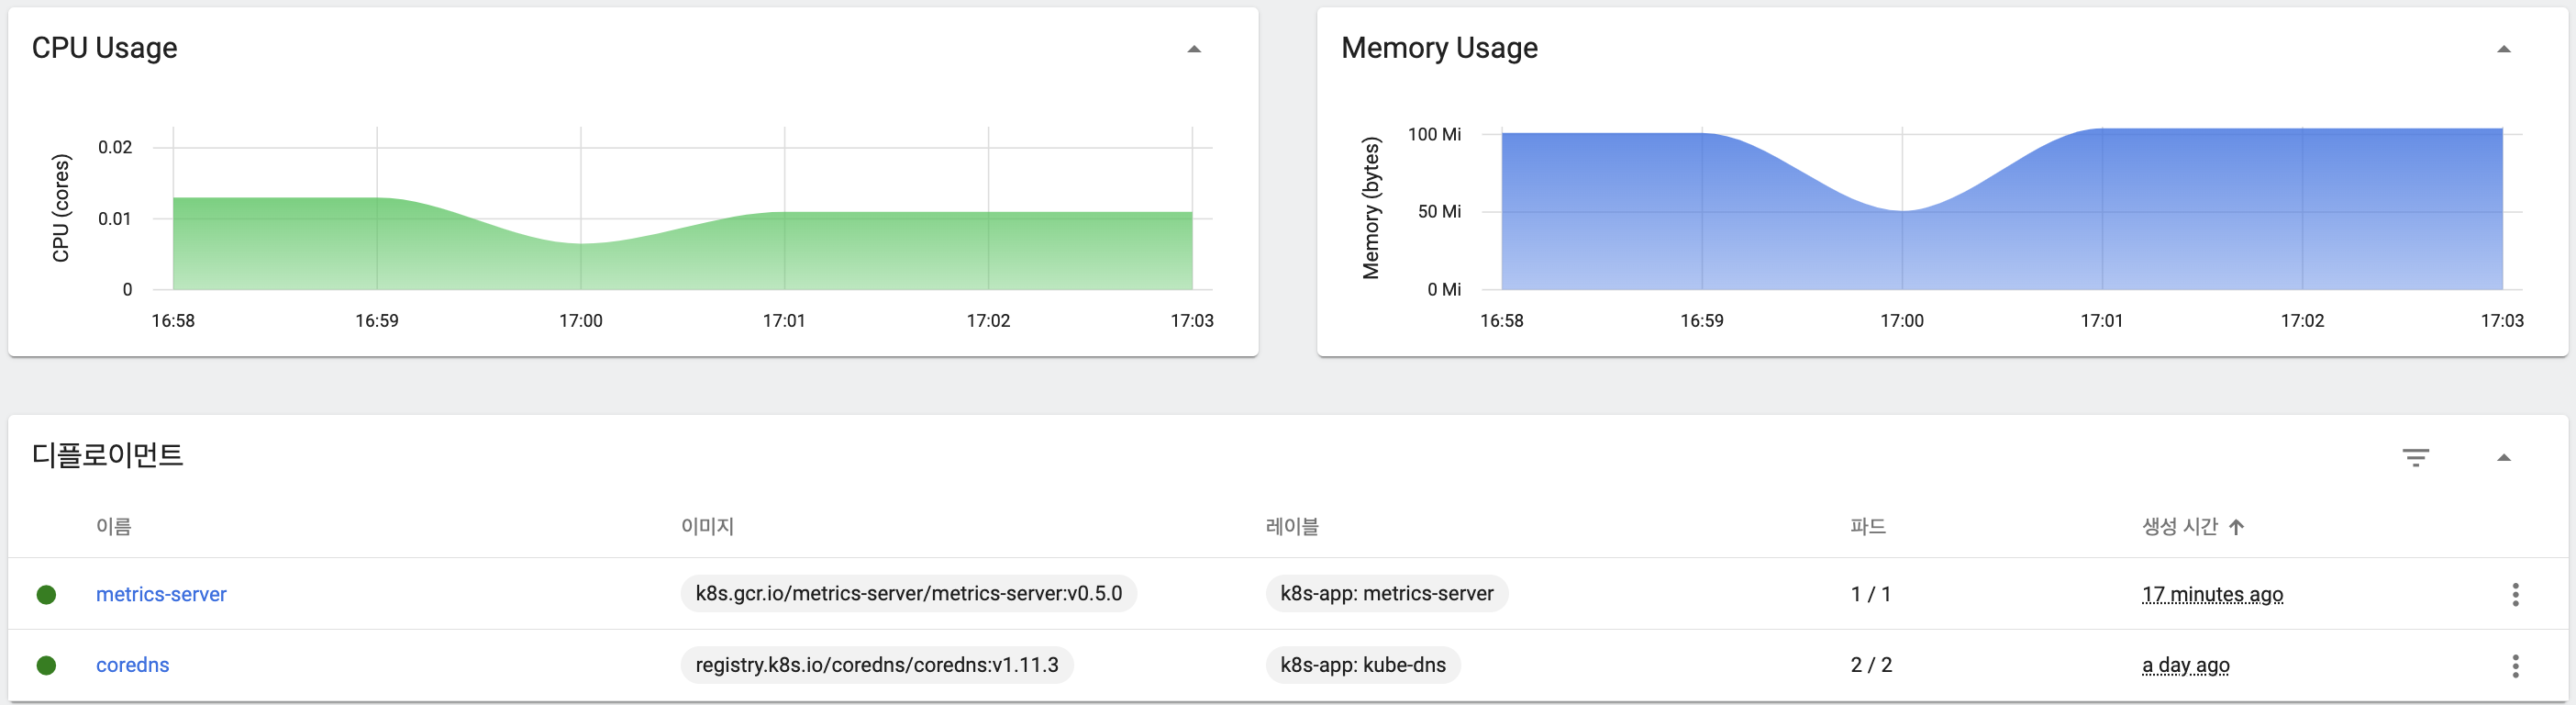 CPU Usage
CPU (cores)
0.02
0.01
0
16:58 16:59 17:00 17:01 17:02 17:03
Memory Usage
Memory (bytes)
100 Mi
50 Mi
0 Mi
16:58 16:59 17:00 17:01 17:02 17:03
디플로이먼트
이름 이미지 레이블 파드 생성 시간
metrics-server k8s.gcr.io/metrics-server/metrics-server:v0.5.0 k8s-app: metrics-server 1 / 1 17 minutes ago
coredns registry.k8s.io/coredns/coredns:v1.11.3 k8s-app: kube-dns 2 / 2 a day ago